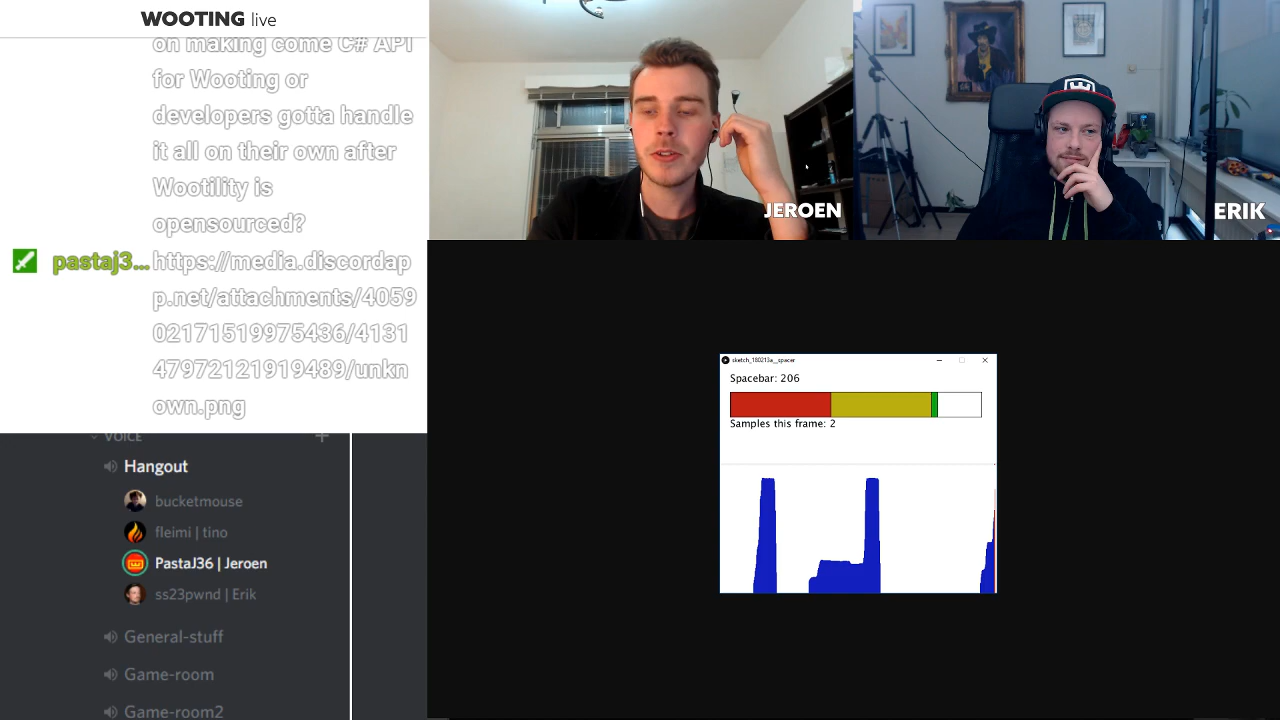 WOOTING live
on making come C# API
for Wooting or
developers gotta handle
it all on their own after
Wootility is
opensourced?
pastaj3... https://media.discordap
p.net/attachments/4059
02171519975436/4131
47972121919489/unkn
own.png
VOICE
Hangout
bucketmouse
fleimi | tino
PastaJ36 | Jeroen
ss23pwnd | Erik
General-stuff
Game-room
Game-room2
JEROEN
ERIK
sketch_180213a_spacer
Spacebar: 206
Samples this frame: 2